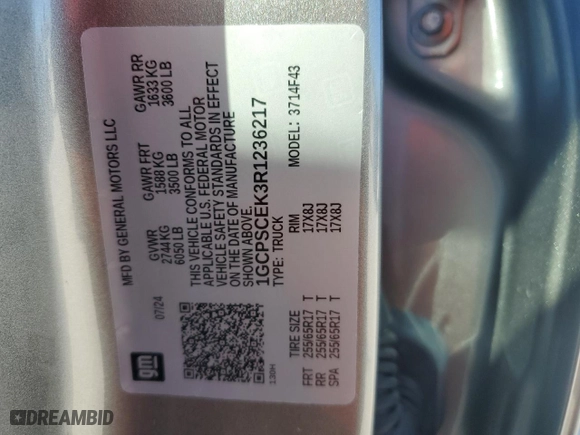 gm
MFD BY GENERAL MOTORS LLC
07/24
GVWR
2744 KG
6050 LB
GAWR FRT
1588 KG
3500 LB
GAWR RR
1633 KG
3600 LB
THIS VEHICLE CONFORMS TO ALL
APPLICABLE U.S. FEDERAL MOTOR
VEHICLE SAFETY STANDARDS IN EFFECT
ON THE DATE OF MANUFACTURE
SHOWN ABOVE.
1GCPSCEK3R1236217
TYPE: TRUCK
MODEL: 3714F43
TIRE SIZE RIM
FRT 255/65R17 T 17X8J
RR 255/65R17 T 17X8J
SPA 255/65R17 T 17X8J
DREAMBID